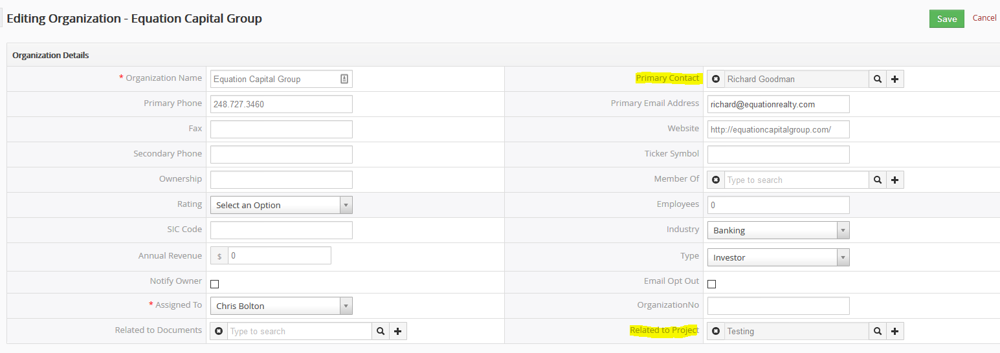 Editing Organization - Equation Capital Group
Save Cancel
Organization Details
* Organization Name Equation Capital Group Primary Contact Richard Goodman
Primary Phone 248.727.3460 Primary Email Address richard@equationrealty.com
Fax Website http://equationcapitalgroup.com/
Secondary Phone Ticker Symbol
Ownership Member Of Type to search
Rating Select an Option Employees 0
SIC Code Industry Banking
Annual Revenue $ 0 Type Investor
Notify Owner Email Opt Out
* Assigned To Chris Bolton OrganizationNo
Related to Documents Type to search Related to Project Testing